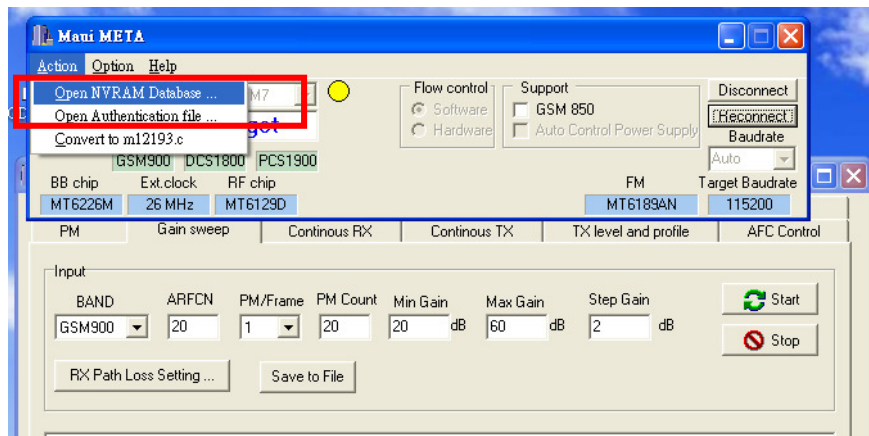 Maui META
Action Option Help
Open NVRAM Database ...
Open Authentication file ...
Convert to m12193.c
M7
get
Flow control
Software
Hardware
Support
GSM 850
Auto Control Power Supply
Disconnect
Reconnect
Baudrate
Auto
GSM900 DCS1800 PCS1900
BB chip Ext.clock RF chip FM Target Baudrate
MT6226M 26 MHz MT6129D MT6189AN 115200
PM Gain sweep Continous RX Continous TX TX level and profile AFC Control
Input
BAND ARFCN PM/Frame PM Count Min Gain Max Gain Step Gain
GSM900 20 1 20 20 dB 60 dB 2 dB
Start
Stop
RX Path Loss Setting ... Save to File